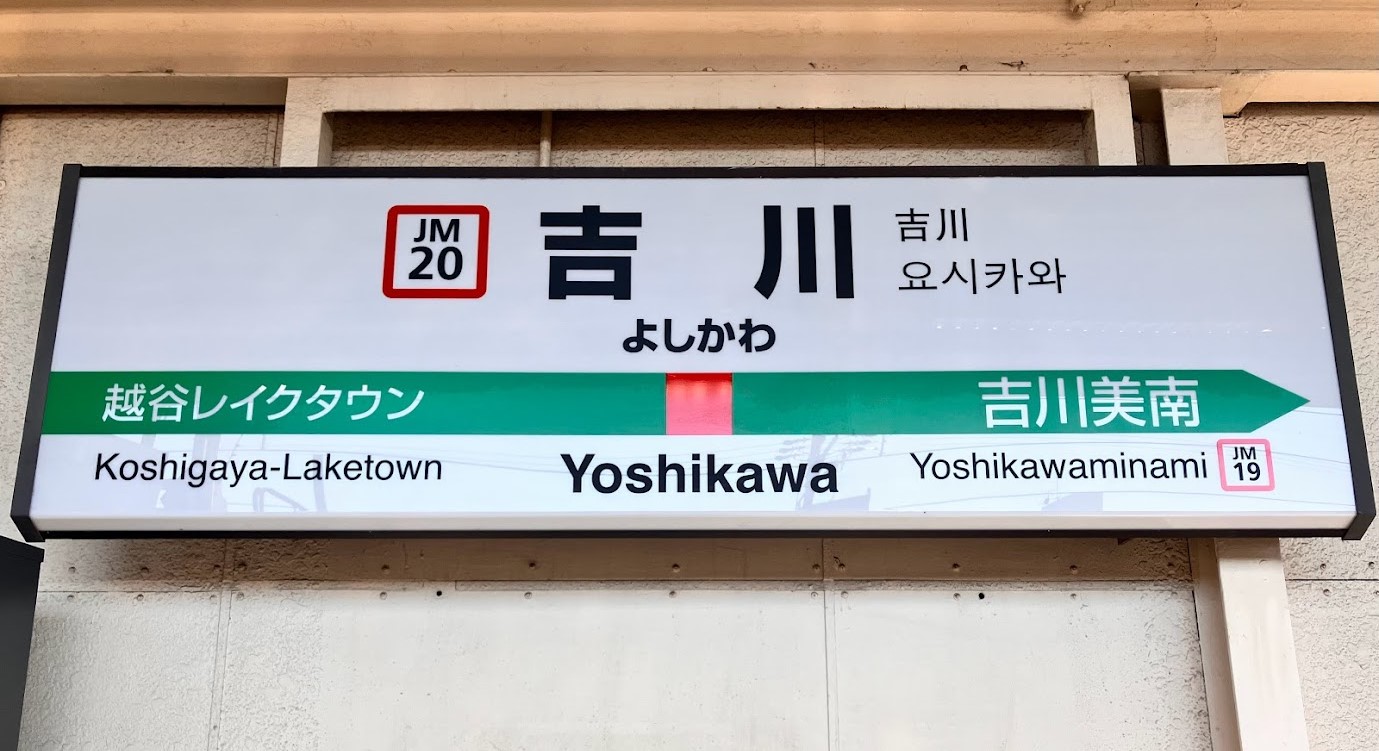 JM
20
吉川
吉川
요시카와
よしかわ
越谷レイクタウン
吉川美南
Koshigaya-Laketown
Yoshikawa
Yoshikawaminami
JM
19